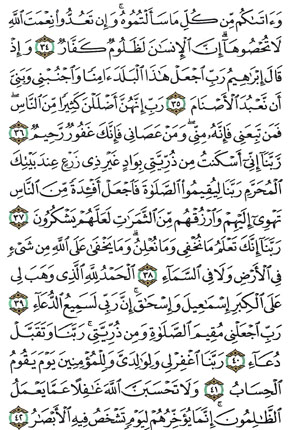 وَءَاتَىٰكُم مِّن كُلِّ مَا سَأَلْتُمُوهُ ۚ وَإِن تَعُدُّوا۟ نِعْمَتَ ٱللَّهِ
لَا تُحْصُوهَآ ۗ إِنَّ ٱلْإِنسَٰنَ لَظَلُومٌ كَفَّارٌ ٣٤ وَإِذْ
قَالَ إِبْرَٰهِيمُ رَبِّ ٱجْعَلْ هَٰذَا ٱلْبَلَدَ ءَامِنًا وَٱجْنُبْنِى وَبَنِىَّ
أَن نَّعْبُدَ ٱلْأَصْنَامَ ٣٥ رَبِّ إِنَّهُنَّ أَضْلَلْنَ كَثِيرًا مِّنَ ٱلنَّاسِ ۖ
فَمَن تَبِعَنِى فَإِنَّهُۥ مِنِّى ۖ وَمَنْ عَصَانِى فَإِنَّكَ غَفُورٌ رَّحِيمٌ ٣٦
رَّبَّنَآ إِنِّىٓ أَسْكَنتُ مِن ذُرِّيَّتِى بِوَادٍ غَيْرِ ذِى زَرْعٍ عِندَ بَيْتِكَ
ٱلْمُحَرَّمِ رَبَّنَا لِيُقِيمُوا۟ ٱلصَّلَوٰةَ فَٱجْعَلْ أَفْـِٔدَةً مِّنَ ٱلنَّاسِ
تَهْوِىٓ إِلَيْهِمْ وَٱرْزُقْهُم مِّنَ ٱلثَّمَرَٰتِ لَعَلَّهُمْ يَشْكُرُونَ ٣٧
رَبَّنَآ إِنَّكَ تَعْلَمُ مَا نُخْفِى وَمَا نُعْلِنُ ۗ وَمَا يَخْفَىٰ عَلَى ٱللَّهِ مِن شَىْءٍ
فِى ٱلْأَرْضِ وَلَا فِى ٱلسَّمَآءِ ٣٨ ٱلْحَمْدُ لِلَّهِ ٱلَّذِى وَهَبَ لِى
عَلَى ٱلْكِبَرِ إِسْمَٰعِيلَ وَإِسْحَٰقَ ۚ إِنَّ رَبِّى لَسَمِيعُ ٱلدُّعَآءِ ٣٩
رَبِّ ٱجْعَلْنِى مُقِيمَ ٱلصَّلَوٰةِ وَمِن ذُرِّيَّتِى ۚ رَبَّنَا وَتَقَبَّلْ
دُعَآءِ ٤٠ رَبَّنَا ٱغْفِرْ لِى وَلِوَٰلِدَىَّ وَلِلْمُؤْمِنِينَ يَوْمَ يَقُومُ
ٱلْحِسَابُ ٤١ وَلَا تَحْسَبَنَّ ٱللَّهَ غَٰفِلًا عَمَّا يَعْمَلُ
ٱلظَّٰلِمُونَ ۚ إِنَّمَا يُؤَخِّرُهُمْ لِيَوْمٍ تَشْخَصُ فِيهِ ٱلْأَبْصَٰرُ ٤٢